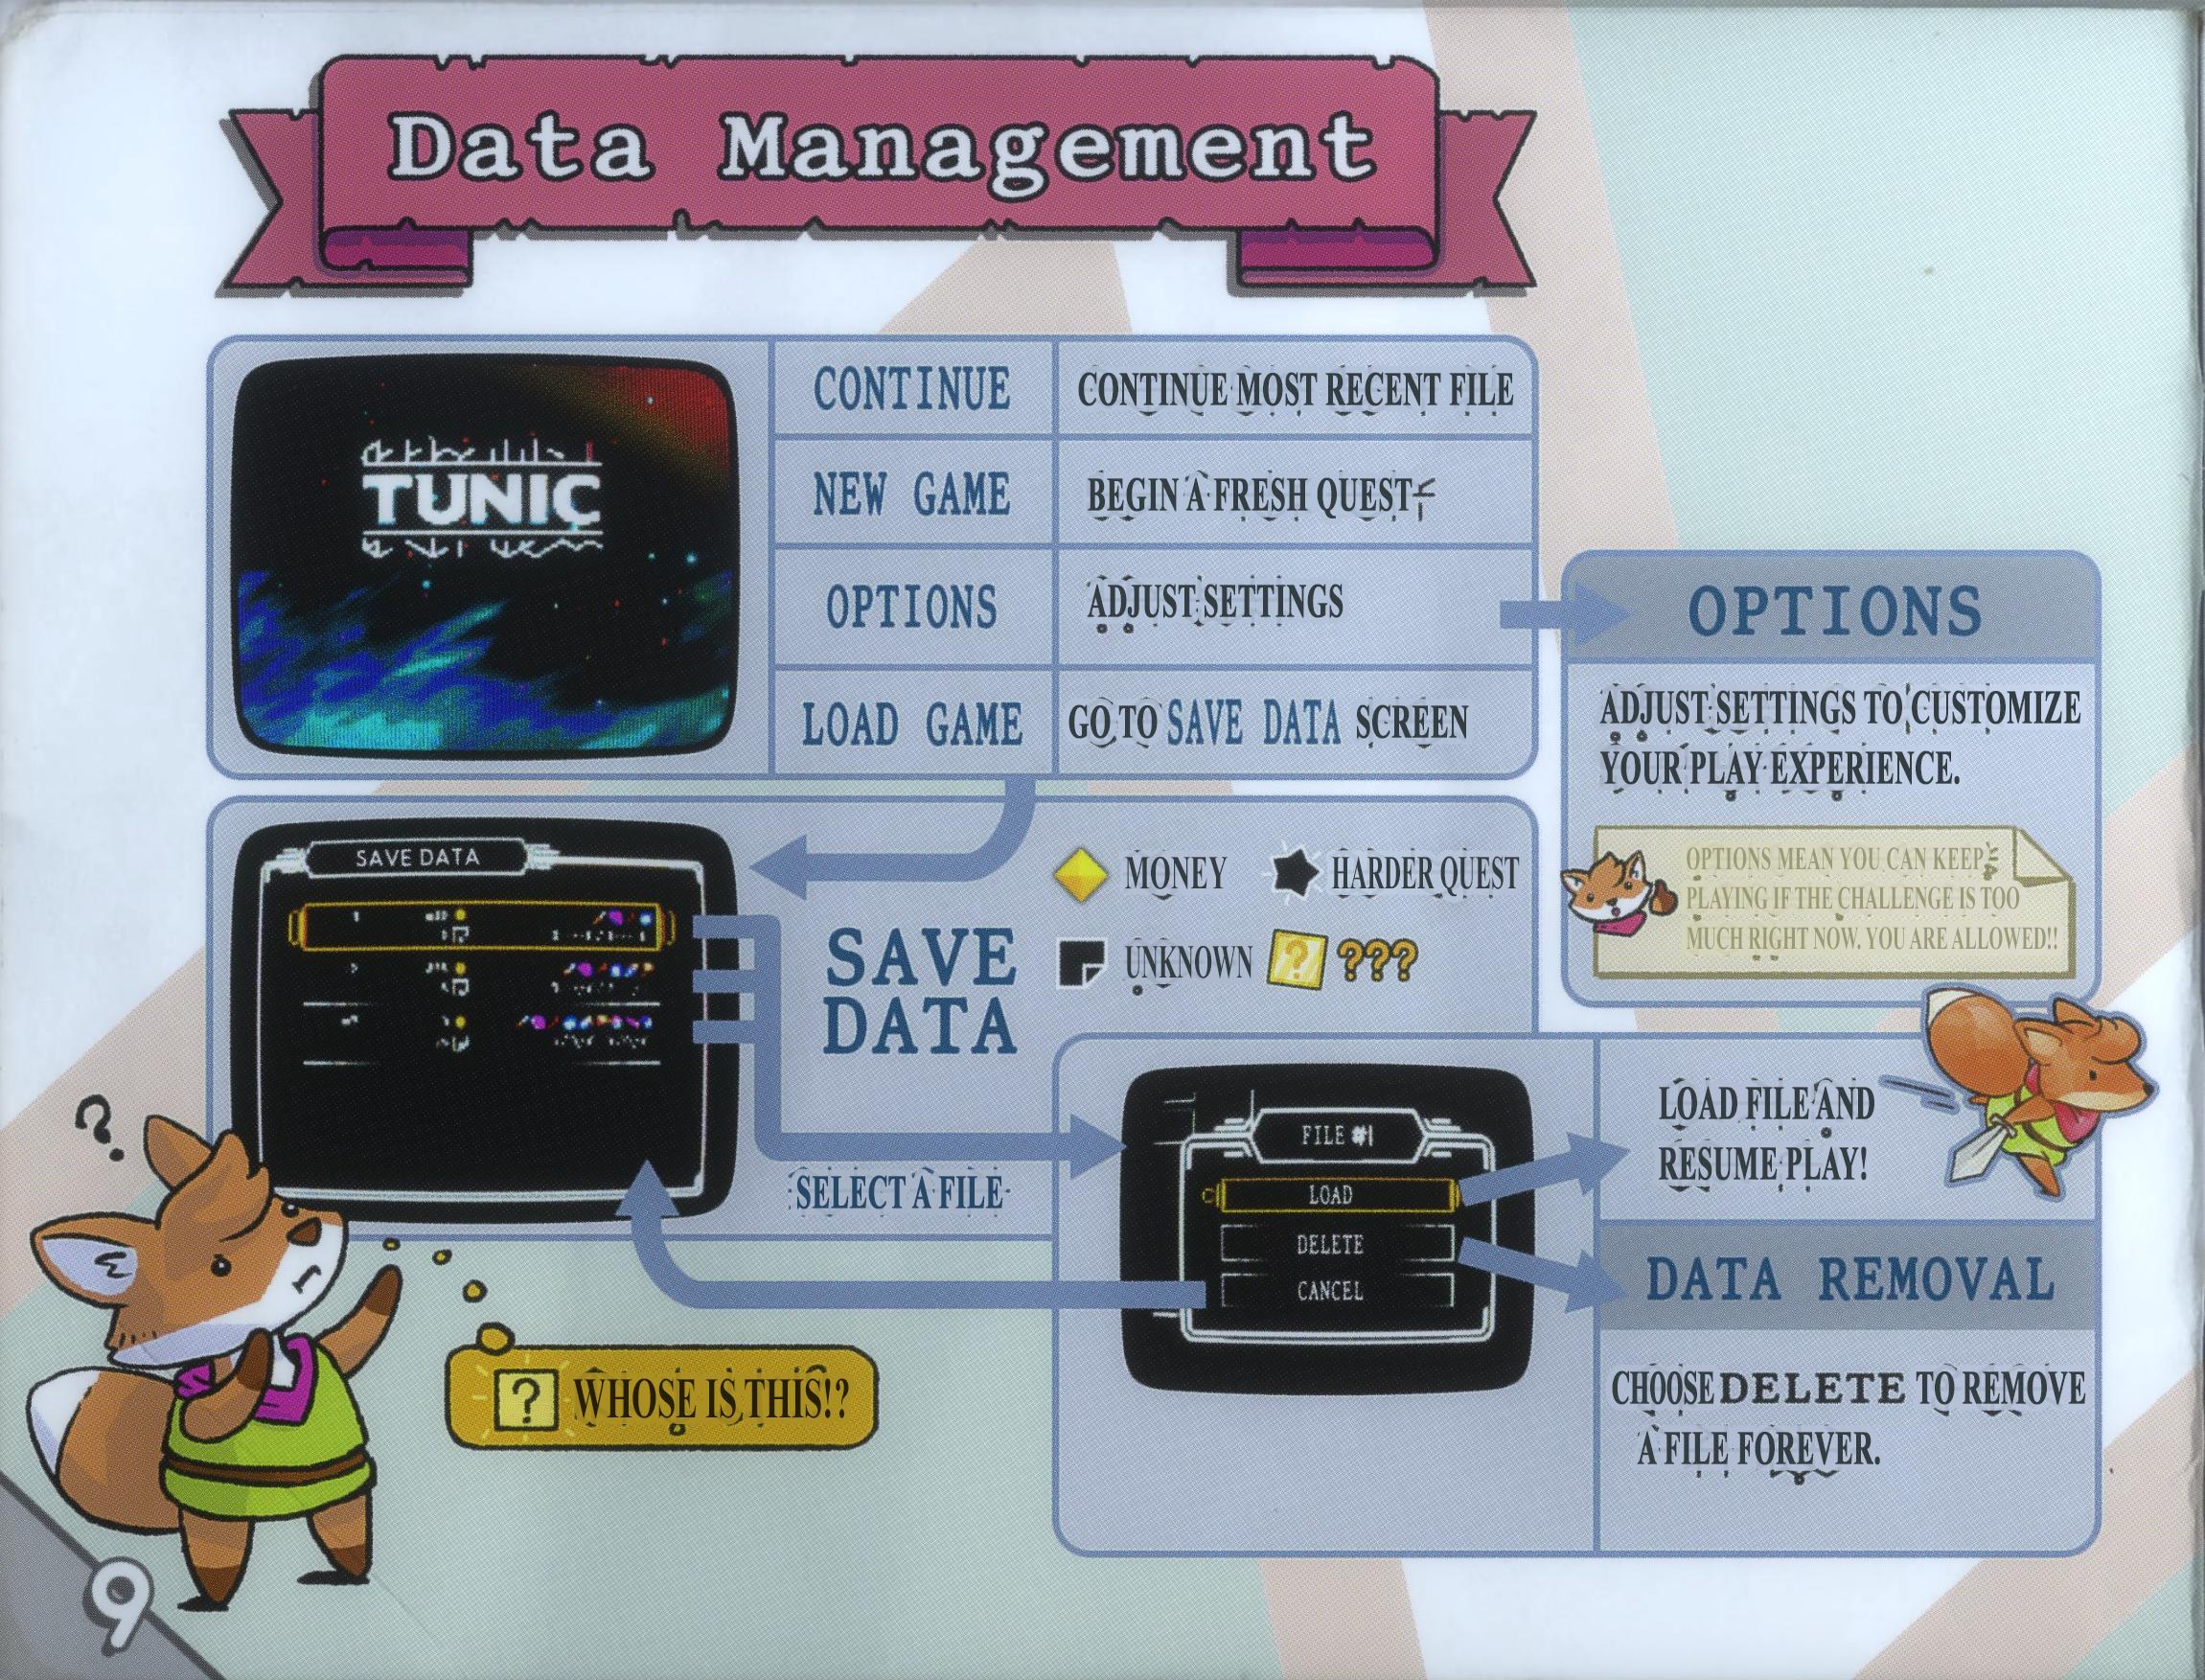 Data Management
TUNIC
CONTINUE
CONTINUE MOST RECENT FILE
NEW GAME
BEGIN A FRESH QUEST
OPTIONS
ADJUST SETTINGS
LOAD GAME
GO TO SAVE DATA SCREEN
OPTIONS
ADJUST SETTINGS TO CUSTOMIZE
YOUR PLAY EXPERIENCE.
OPTIONS MEAN YOU CAN KEEP
PLAYING IF THE CHALLENGE IS TOO
MUCH RIGHT NOW. YOU ARE ALLOWED!!
SAVE DATA
SAVE
DATA
MONEY
HARDER QUEST
UNKNOWN
? ???
SELECT A FILE
FILE #1
LOAD
DELETE
CANCEL
LOAD FILE AND
RESUME PLAY!
DATA REMOVAL
CHOOSE DELETE TO REMOVE
A FILE FOREVER.
?
? WHOSE IS THIS!?
9